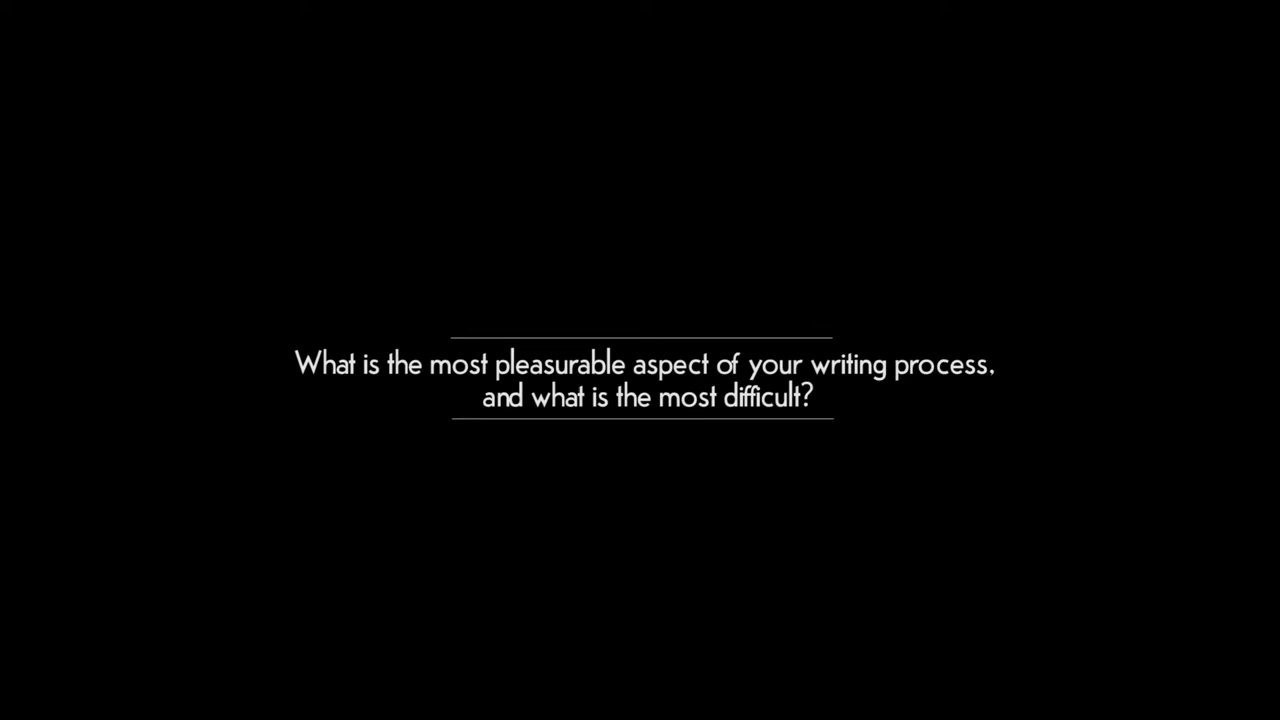 What is the most pleasurable aspect of your writing process,
and what is the most difficult?